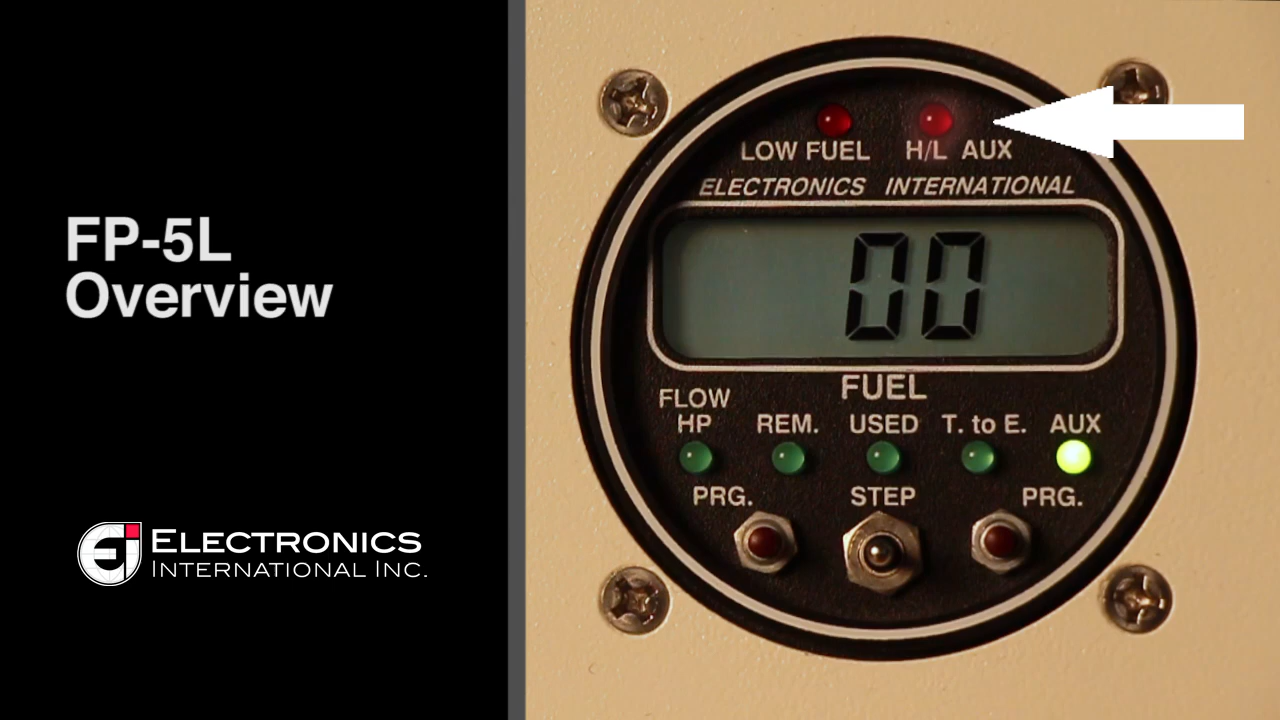 FP-5L
Overview
ELECTRONICS
INTERNATIONAL INC.
LOW FUEL H/L AUX
ELECTRONICS INTERNATIONAL
00
FUEL
FLOW
HP REM. USED T. to E. AUX
PRG. STEP PRG.